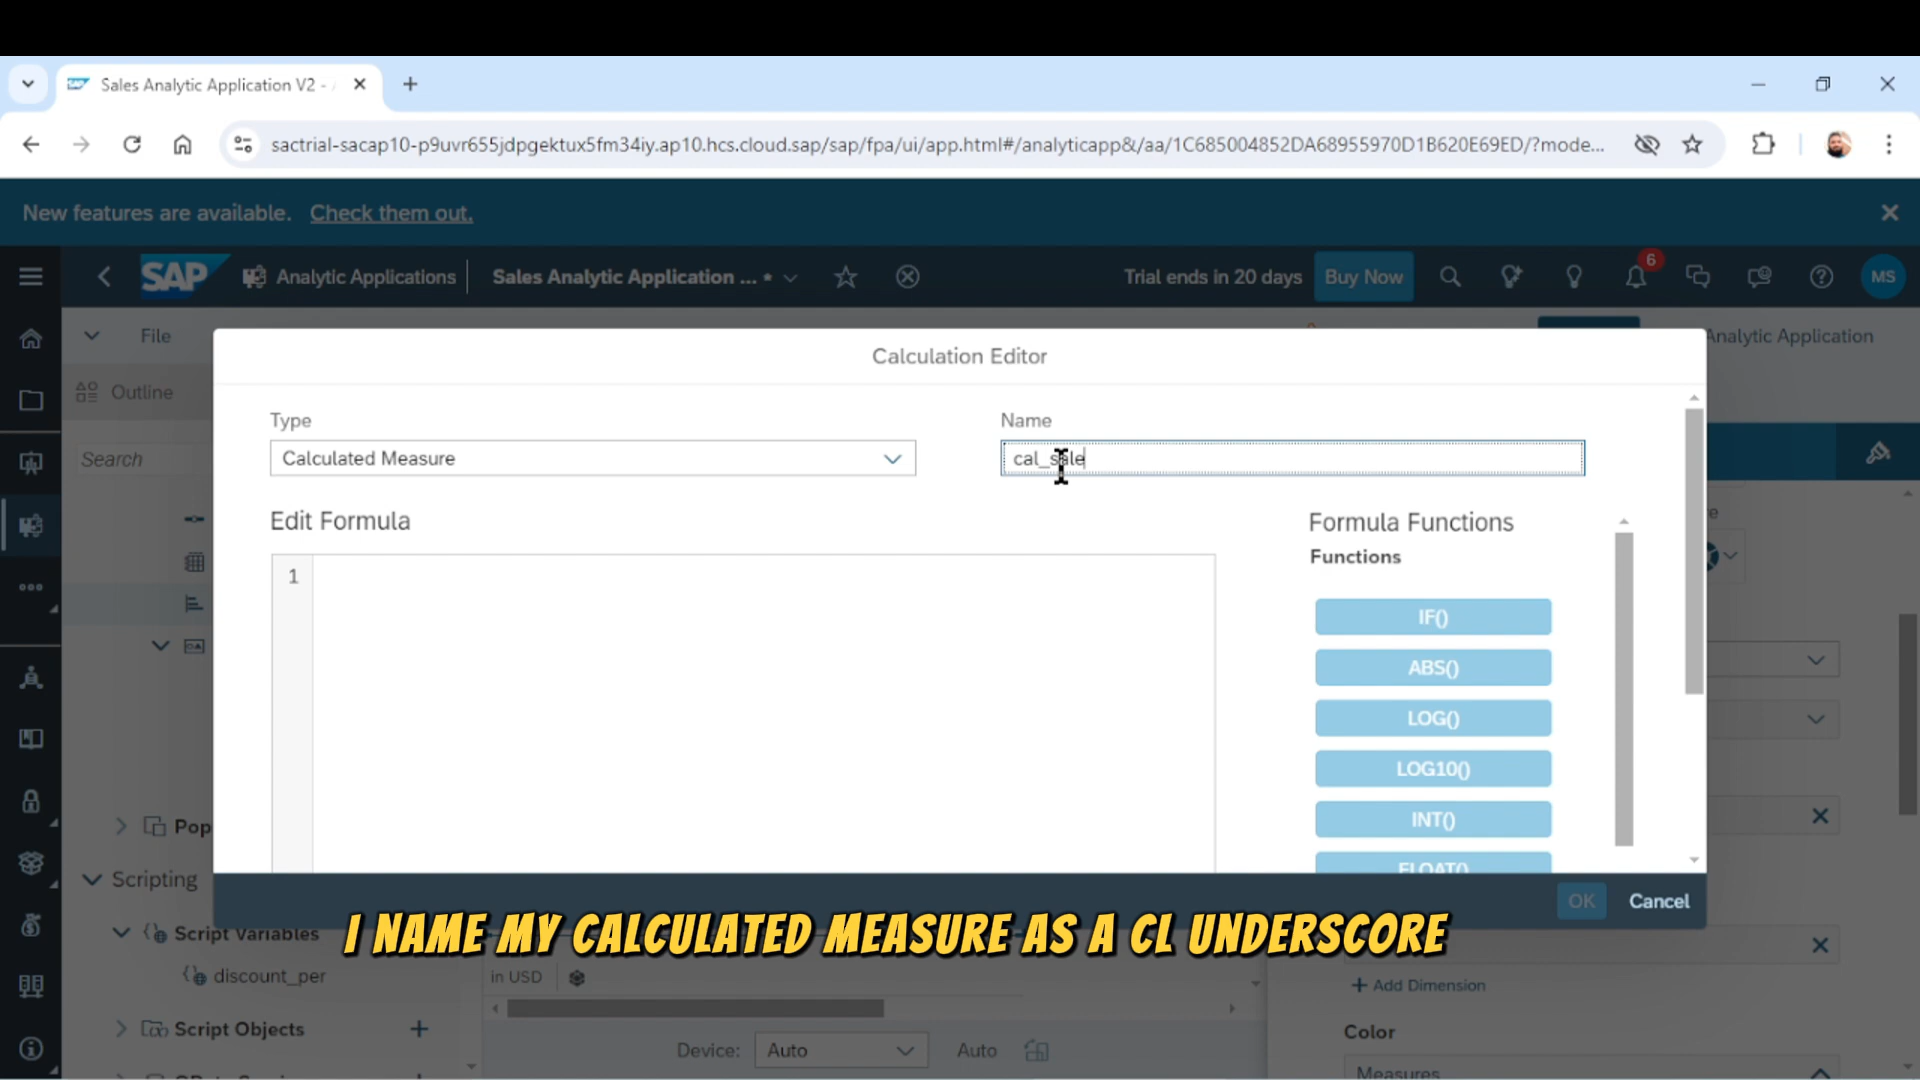 Sales Analytic Application V2 -
sactrial-sacap10-p9uvr655jdpgektux5fm34iy.ap10.hcs.cloud.sap/sap/fpa/ui/app.html#/analyticapp&/aa/1C685004852DA68955970D1B620E69ED/?mode...
New features are available. Check them out.
SAP Analytic Applications Sales Analytic Application ... * Trial ends in 20 days Buy Now 6 MS
File Analytic Application
Calculation Editor
Outline
Type Name
Search Calculated Measure cal_sale
Edit Formula Formula Functions
Functions
1
IF()
ABS()
LOG()
LOG10()
INT()
FLOAT()
Pop
Scripting
OK Cancel
Script Variables
I NAME MY CALCULATED MEASURE AS A CL UNDERSCORE
discount_per in USD
+ Add Dimension
Script Objects +
Color
Device: Auto Auto
Measures